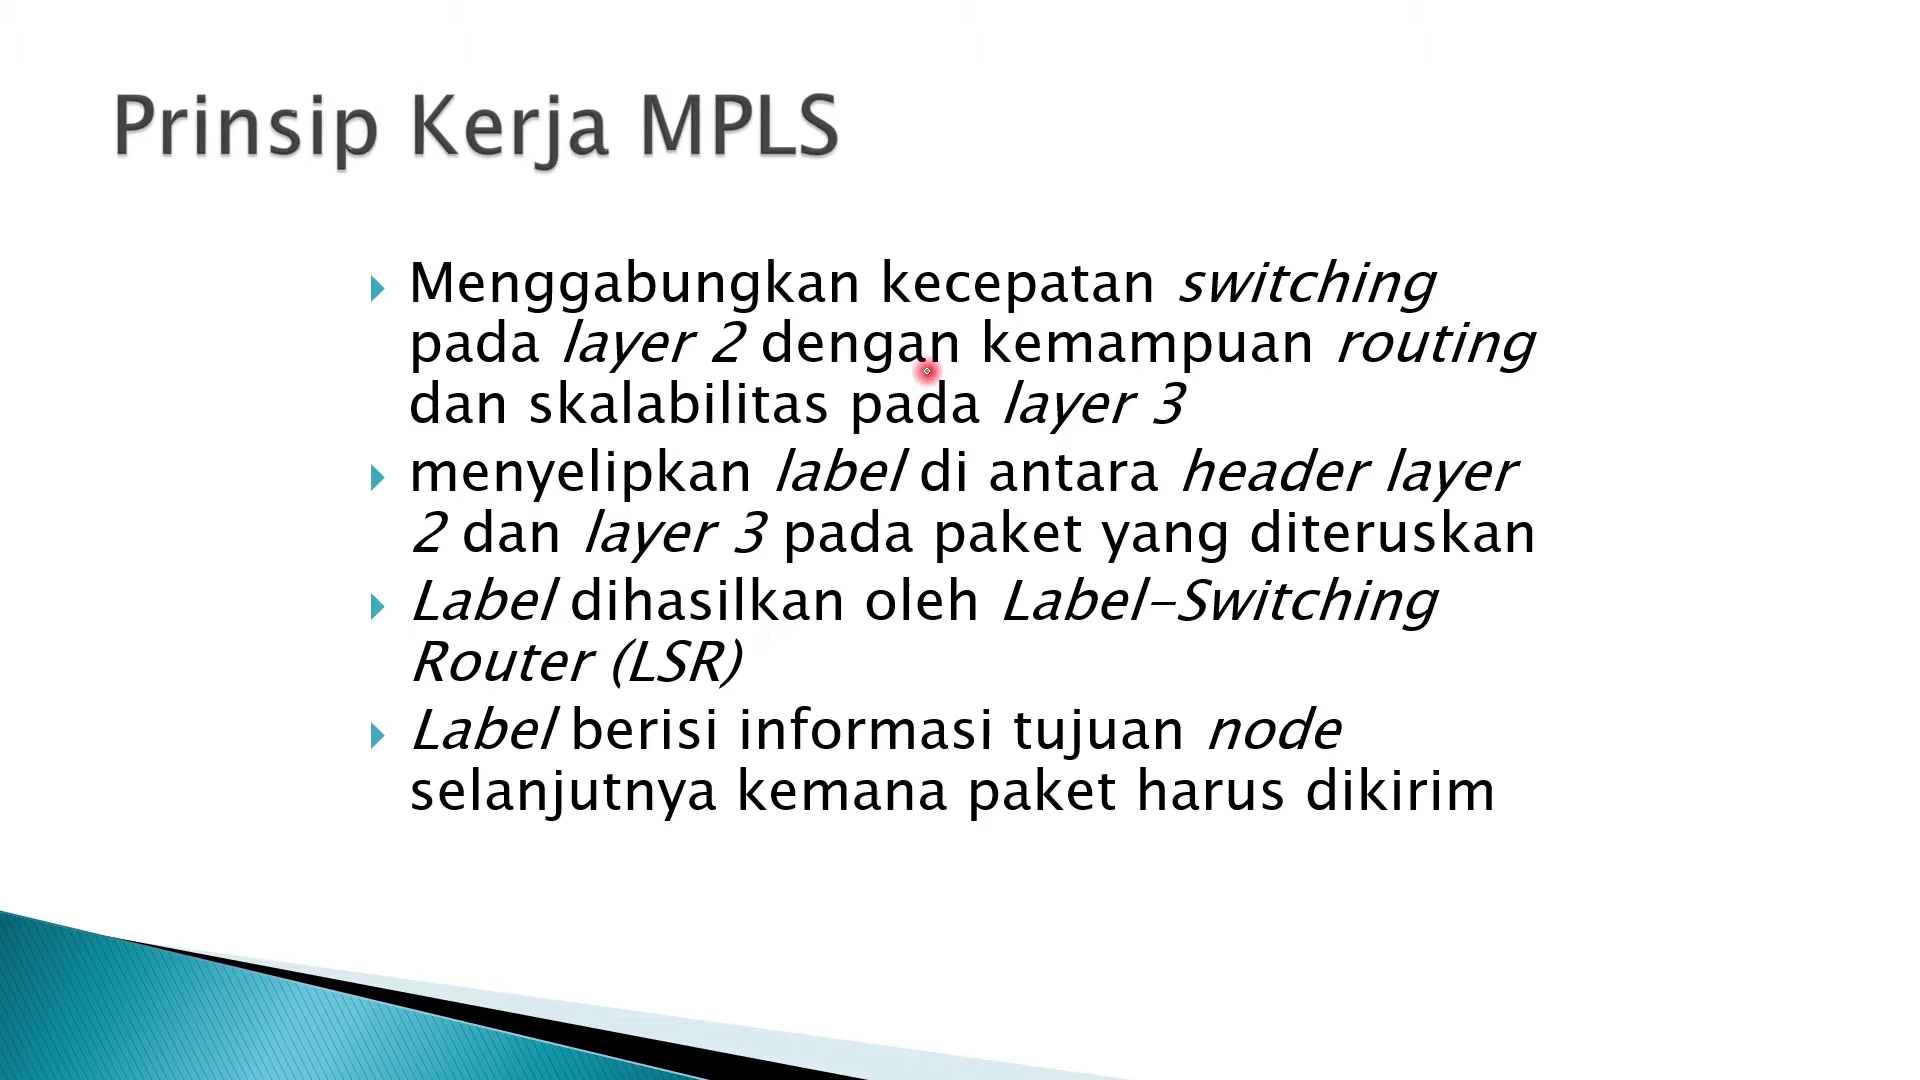 Prinsip Kerja MPLS
Menggabungkan kecepatan switching
pada layer 2 dengan kemampuan routing
dan skalabilitas pada layer 3
menyelipkan label di antara header layer
2 dan layer 3 pada paket yang diteruskan
Label dihasilkan oleh Label-Switching
Router (LSR)
Label berisi informasi tujuan node
selanjutnya kemana paket harus dikirim